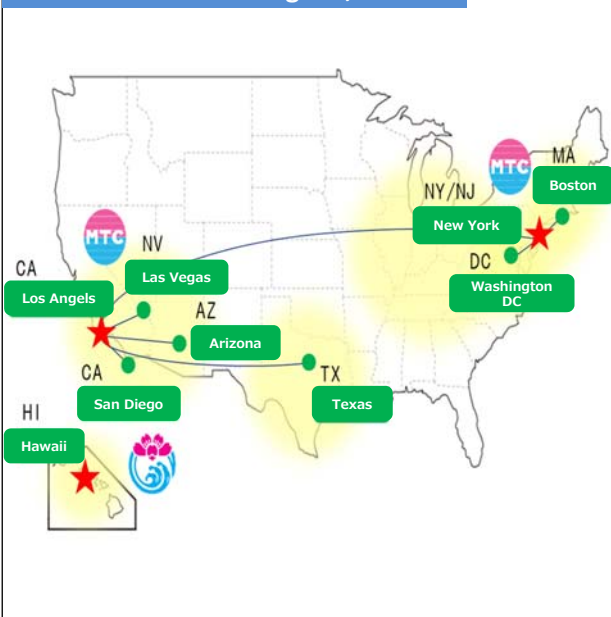 MTC
MA
Boston
NY/NJ
New York
MTC
NV
DC
CA
Las Vegas
Washington
DC
Los Angels
AZ
Arizona
CA
TX
San Diego
Texas
HI
Hawaii